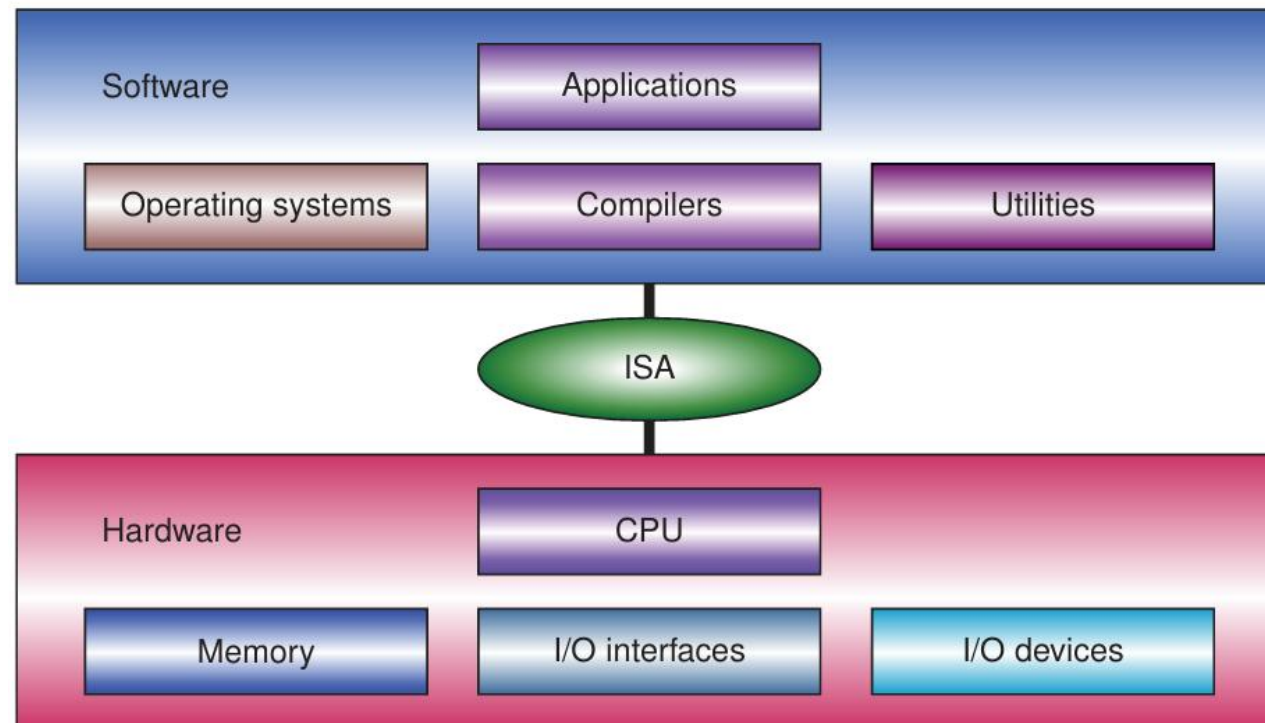 Software
Applications
Operating systems
Compilers
Utilities
ISA
Hardware
CPU
Memory
I/O interfaces
I/O devices